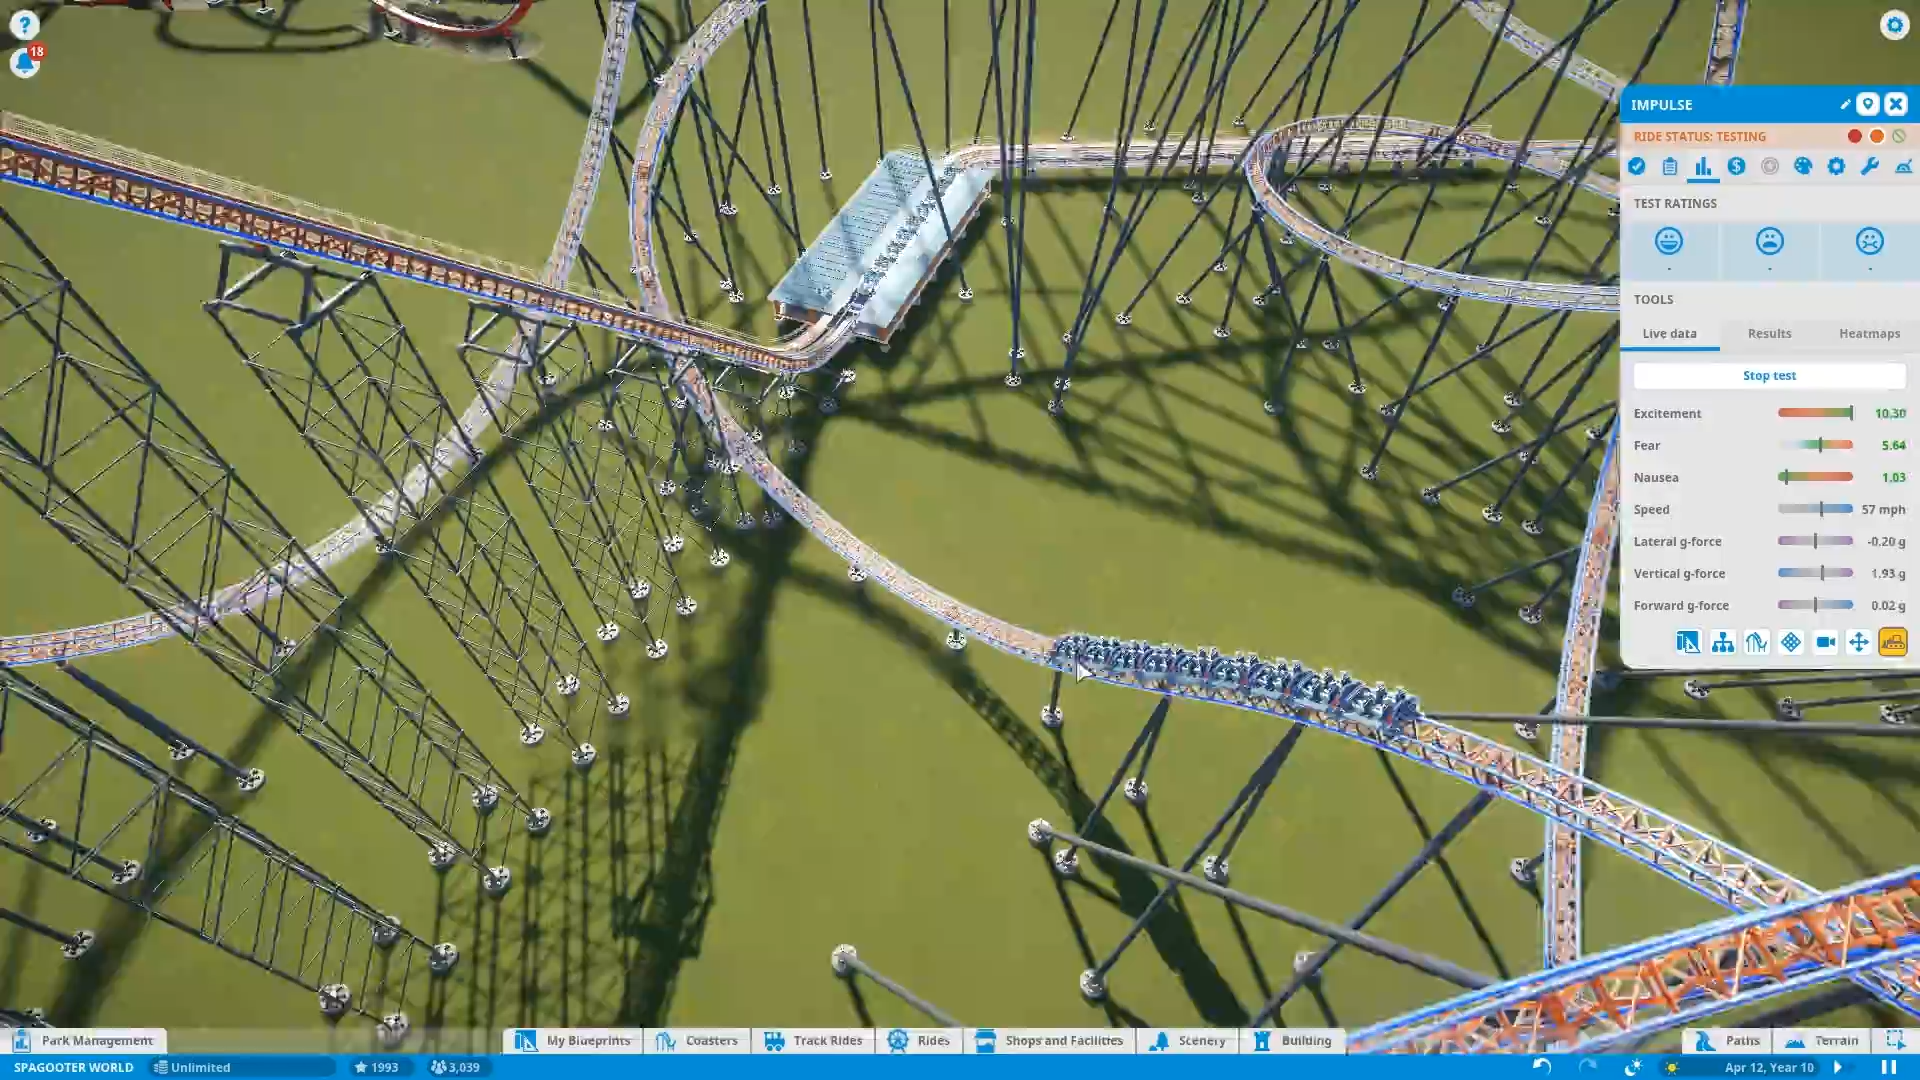 ?
18
IMPULSE
RIDE STATUS: TESTING
TEST RATINGS
- - -
TOOLS
Live data Results Heatmaps
Stop test
Excitement 10.30
Fear 5.64
Nausea 1.03
Speed 57 mph
Lateral g-force -0.20 g
Vertical g-force 1.93 g
Forward g-force 0.02 g
Park Management My Blueprints Coasters Track Rides Rides Shops and Facilities Scenery Building Paths Terrain
SPAGOOTER WORLD Unlimited 1993 3,039 Apr 12, Year 10